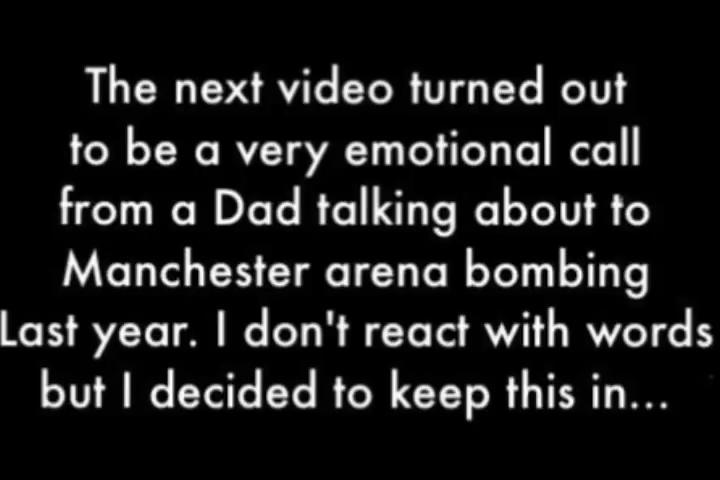 The next video turned out
to be a very emotional call
from a Dad talking about to
Manchester arena bombing
Last year. I don't react with words
but I decided to keep this in...